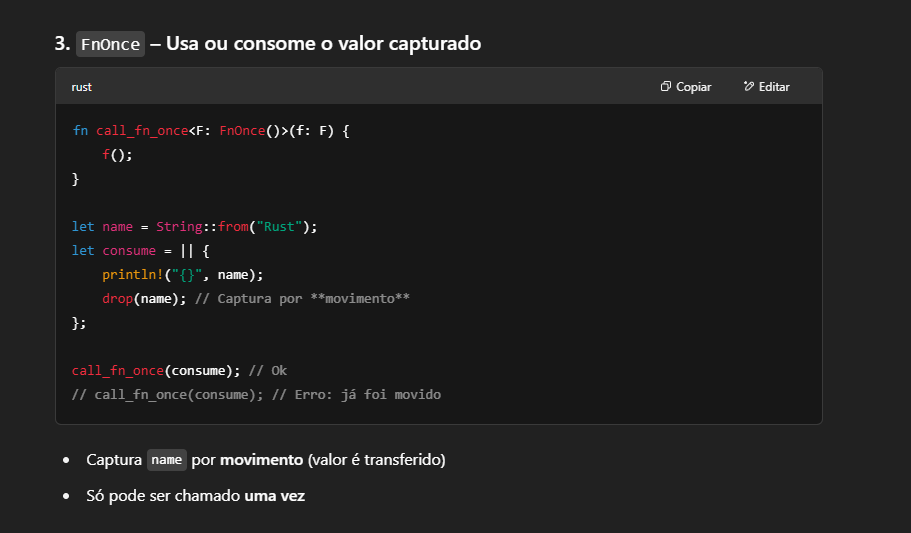 3. FnOnce – Usa ou consome o valor capturado
rust
Copiar
Editar
fn call_fn_once<F: FnOnce()>(f: F) {
    f();
}

let name = String::from("Rust");
let consume = || {
    println!("{}", name);
    drop(name); // Captura por **movimento**
};

call_fn_once(consume); // Ok
// call_fn_once(consume); // Erro: já foi movido
• Captura name por movimento (valor é transferido)
• Só pode ser chamado uma vez